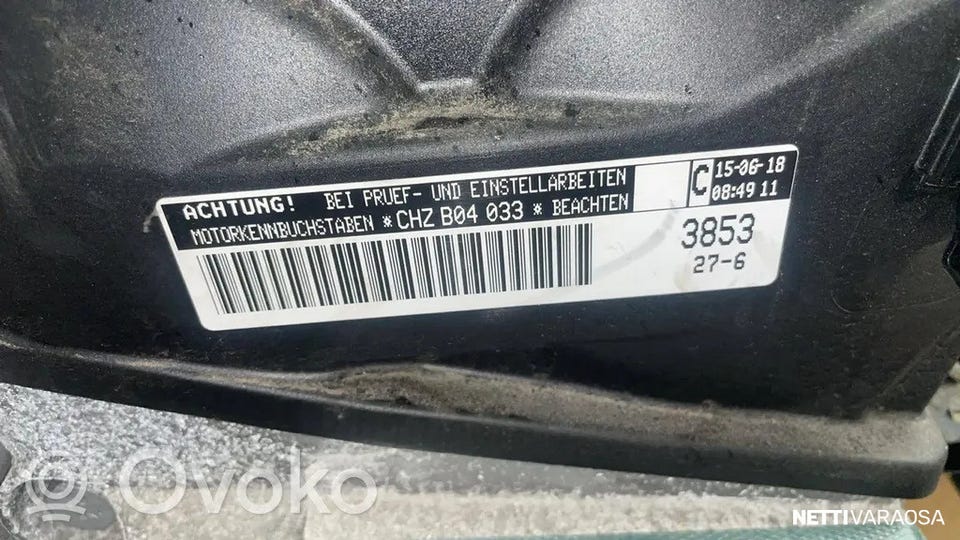 ACHTUNG! BEI PRUEF- UND EINSTELLARBEITEN
MOTORKENNBUCHSTABEN *CHZ B04 033* BEACHTEN
C 15-06-18
08:49 11
3853
27-6
Ovoko
NETTIVARAOSA